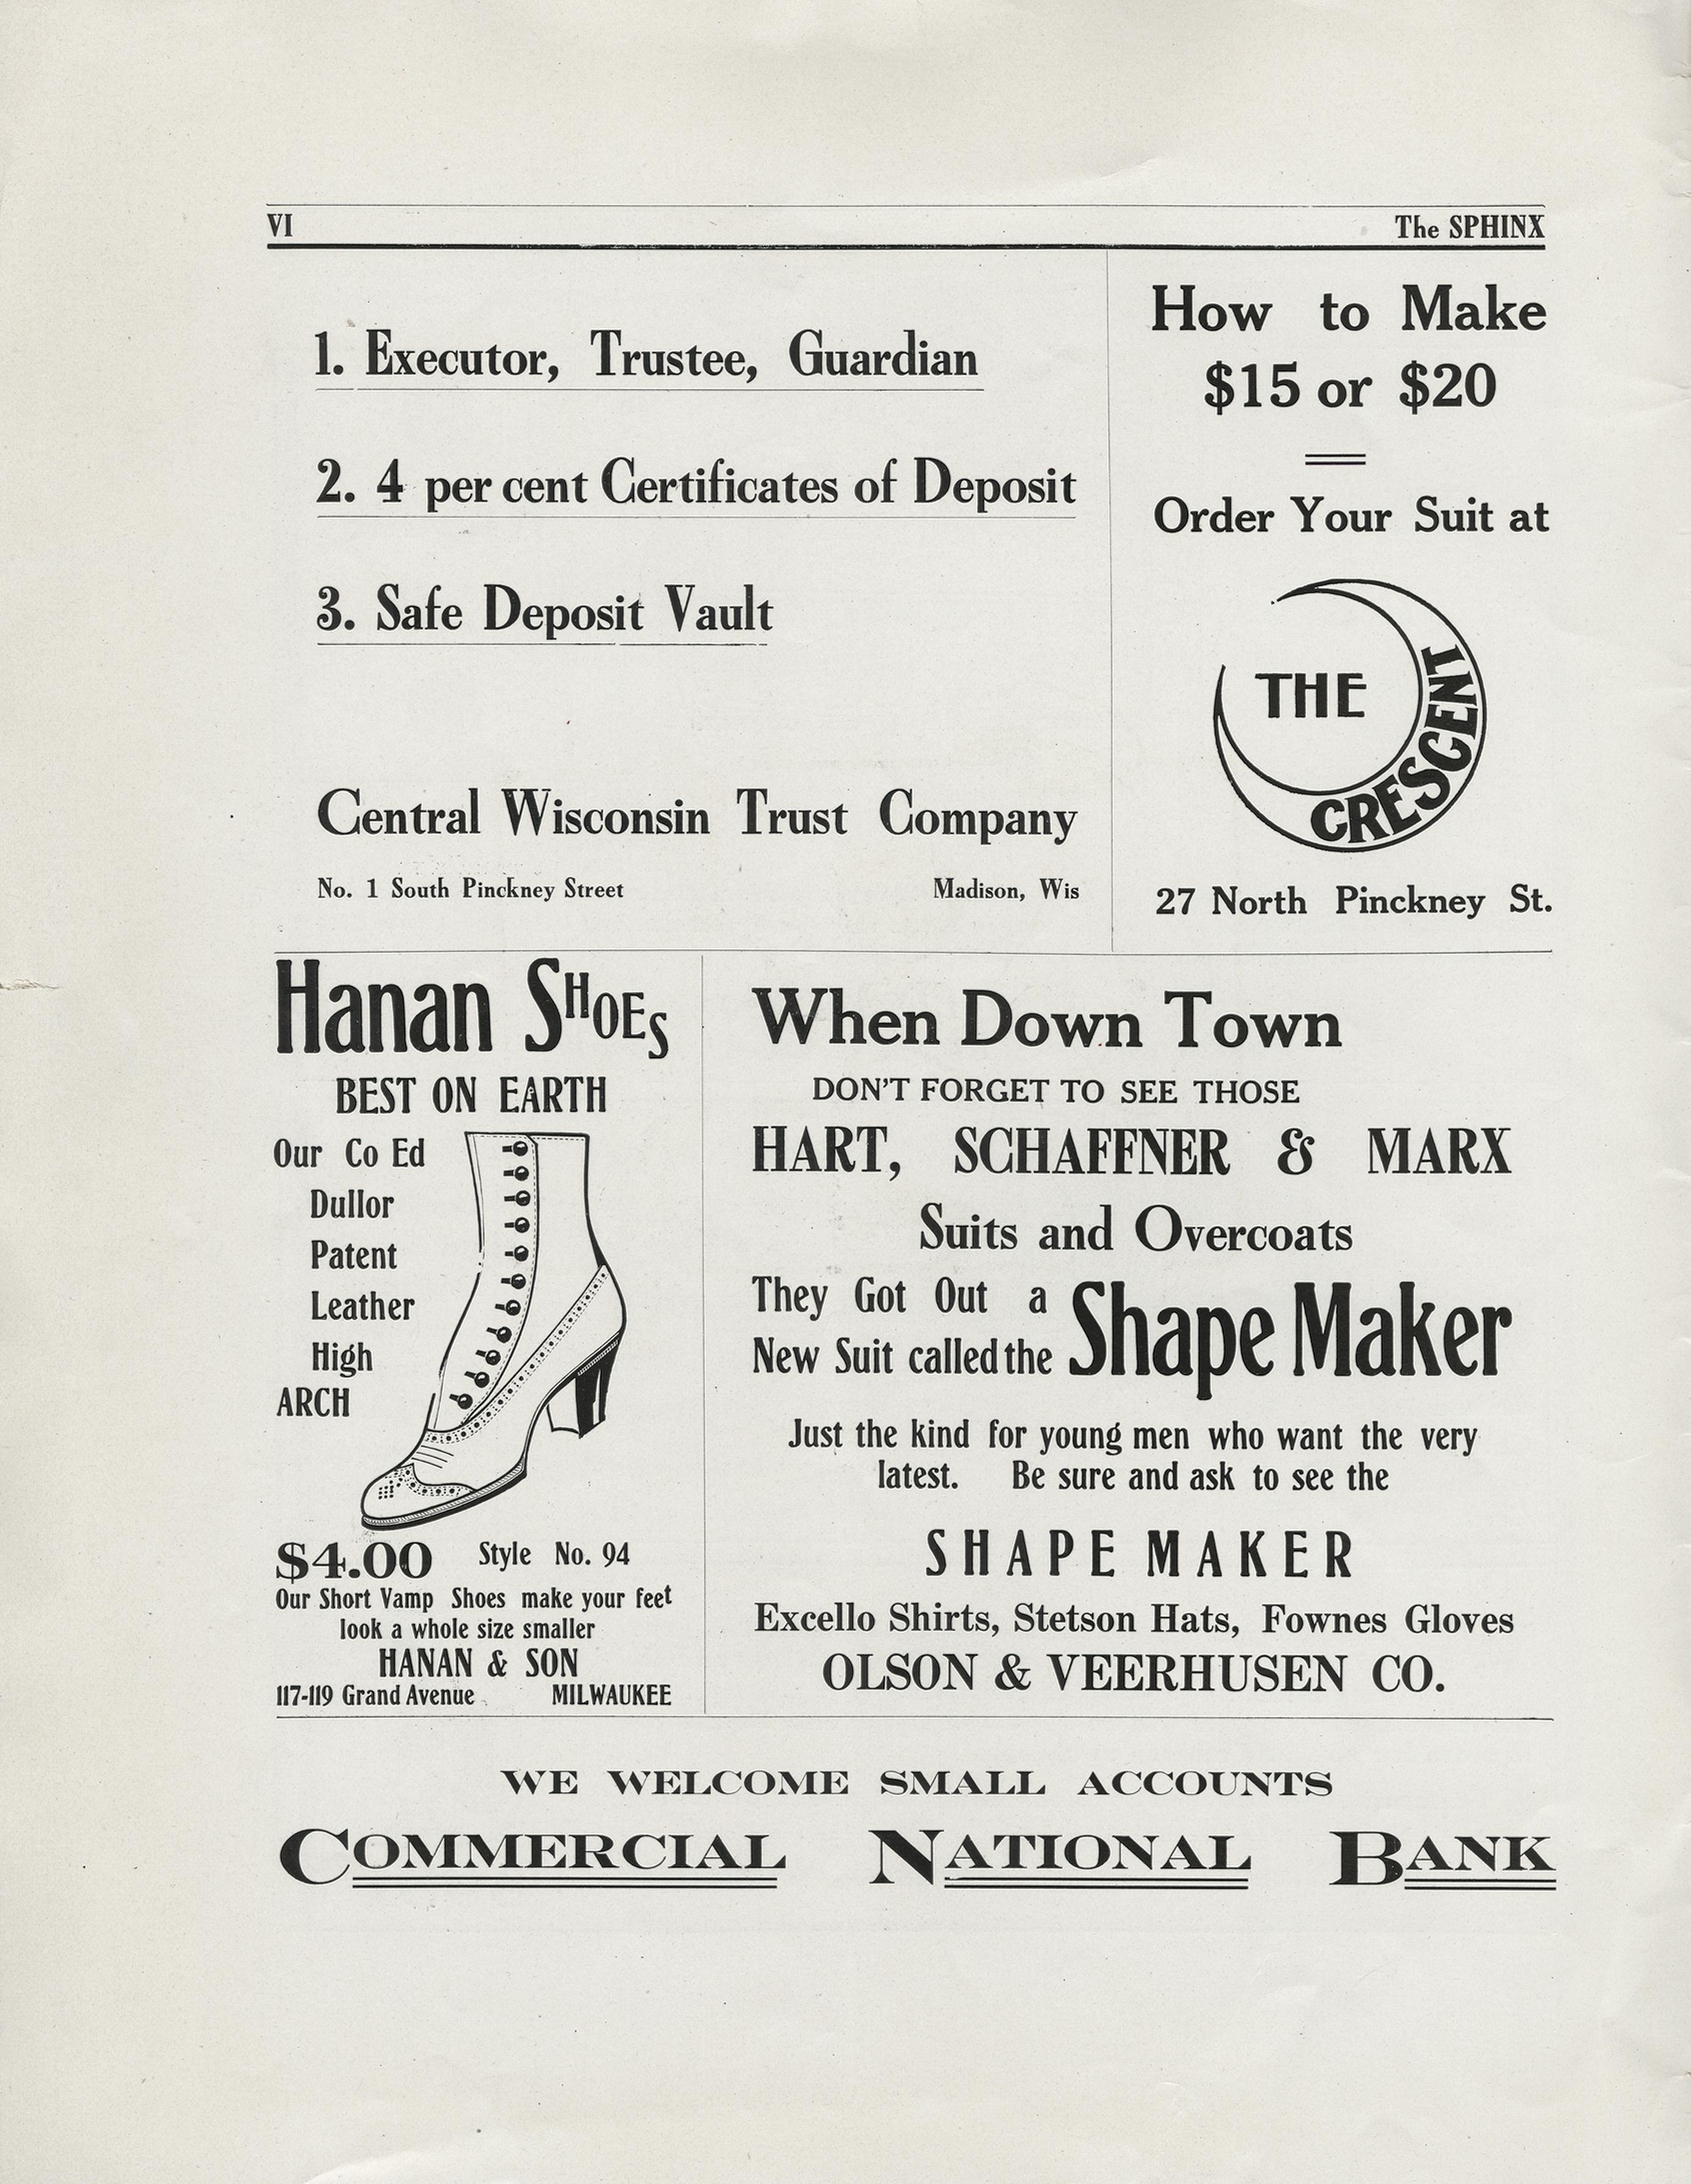 VI
The SPHINX
1. Executor, Trustee, Guardian
2. 4 per cent Certificates of Deposit
3. Safe Deposit Vault
Central Wisconsin Trust Company
No. 1 South Pinckney Street
Madison, Wis
How to Make
$15 or $20
Order Your Suit at
THE
CRESCENT
27 North Pinckney St.
Hanan SHOES
BEST ON EARTH
Our Co Ed
Dullor
Patent
Leather
High
ARCH
$4.00 Style No. 94
Our Short Vamp Shoes make your feet
look a whole size smaller
HANAN & SON
117-119 Grand Avenue MILWAUKEE
When Down Town
DON'T FORGET TO SEE THOSE
HART, SCHAFFNER & MARX
Suits and Overcoats
They Got Out a
New Suit called the
Shape Maker
Just the kind for young men who want the very
latest. Be sure and ask to see the
SHAPE MAKER
Excello Shirts, Stetson Hats, Fownes Gloves
OLSON & VEERHUSEN CO.
WE WELCOME SMALL ACCOUNTS
COMMERCIAL NATIONAL BANK